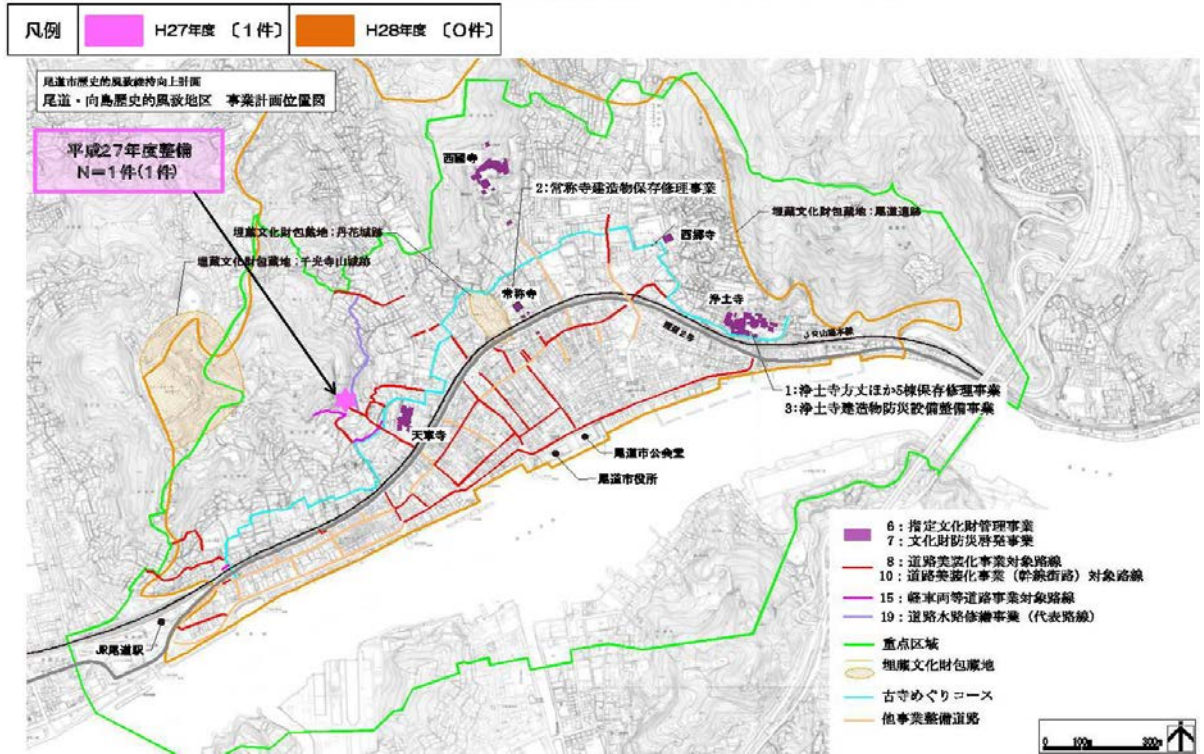 凡例
H27年度 〔1件〕
H28年度 〔0件〕
尾道市歴史的風致維持向上計画
尾道・向島歴史的風致地区 事業計画位置図
平成27年度整備
N=1件(1件)
西國寺
2:常称寺建造物保存修理事業
埋蔵文化財包蔵地:尾道遺跡
埋蔵文化財包蔵地:丹花城跡
西郷寺
埋蔵文化財包蔵地:千光寺山城跡
常称寺
浄土寺
国道2号
JR山陽本線
1:浄土寺方丈ほか5棟保存修理事業
3:浄土寺建造物防災設備整備事業
天寧寺
尾道市公会堂
尾道市役所
JR尾道駅
6:指定文化財管理事業
7:文化財防災啓発事業
8:道路美装化事業対象路線
10:道路美装化事業(幹線街路)対象路線
15:軽車両等道路事業対象路線
19:道路水路修繕事業(代表路線)
重点区域
埋蔵文化財包蔵地
古寺めぐりコース
他事業整備道路
0 100m 300m